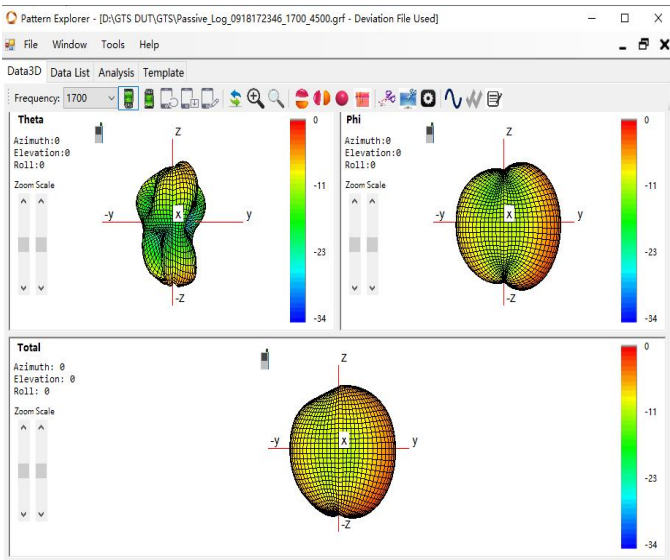 Pattern Explorer - [D:\GTS DUT\GTS\Passive_Log_0918172346_1700_4500.grf - Deviation File Used]
File Window Tools Help
Data3D Data List Analysis Template
Frequency: 1700
Theta
Azimuth:0
Elevation:0
Roll:0
Zoom Scale
Z
-y
X
y
-Z
0
-11
-23
-34
Phi
Azimuth:0
Elevation:0
Roll:0
Zoom Scale
Z
-y
X
y
-Z
0
-11
-23
-34
Total
Azimuth: 0
Elevation: 0
Roll: 0
Zoom Scale
Z
-y
X
y
-Z
0
-11
-23
-34